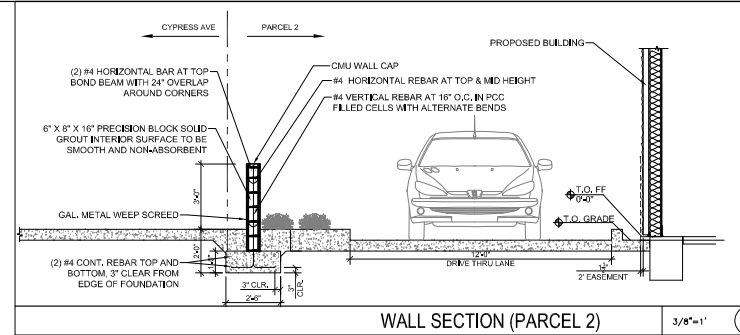 CYPRESS AVE
PARCEL 2
PROPOSED BUILDING
(2) #4 HORIZONTAL BAR AT TOP
BOND BEAM WITH 24" OVERLAP
AROUND CORNERS
6" X 8" X 16" PRECISION BLOCK SOLID
GROUT INTERIOR SURFACE TO BE
SMOOTH AND NON-ABSORBENT
GAL. METAL WEEP SCREED
(2) #4 CONT. REBAR TOP AND
BOTTOM, 3" CLEAR FROM
EDGE OF FOUNDATION
CMU WALL CAP
#4 HORIZONTAL REBAR AT TOP & MID HEIGHT
#4 VERTICAL REBAR AT 16" O.C. IN PCC
FILLED CELLS WITH ALTERNATE BENDS
3'-0"
2'-0"
3" CLR.
3"
CLR.
2'-6"
T.O. FF
0'-0"
T.O. GRADE
12'-0"
DRIVE THRU LANE
2' EASEMENT
WALL SECTION (PARCEL 2)
3/8"=1'